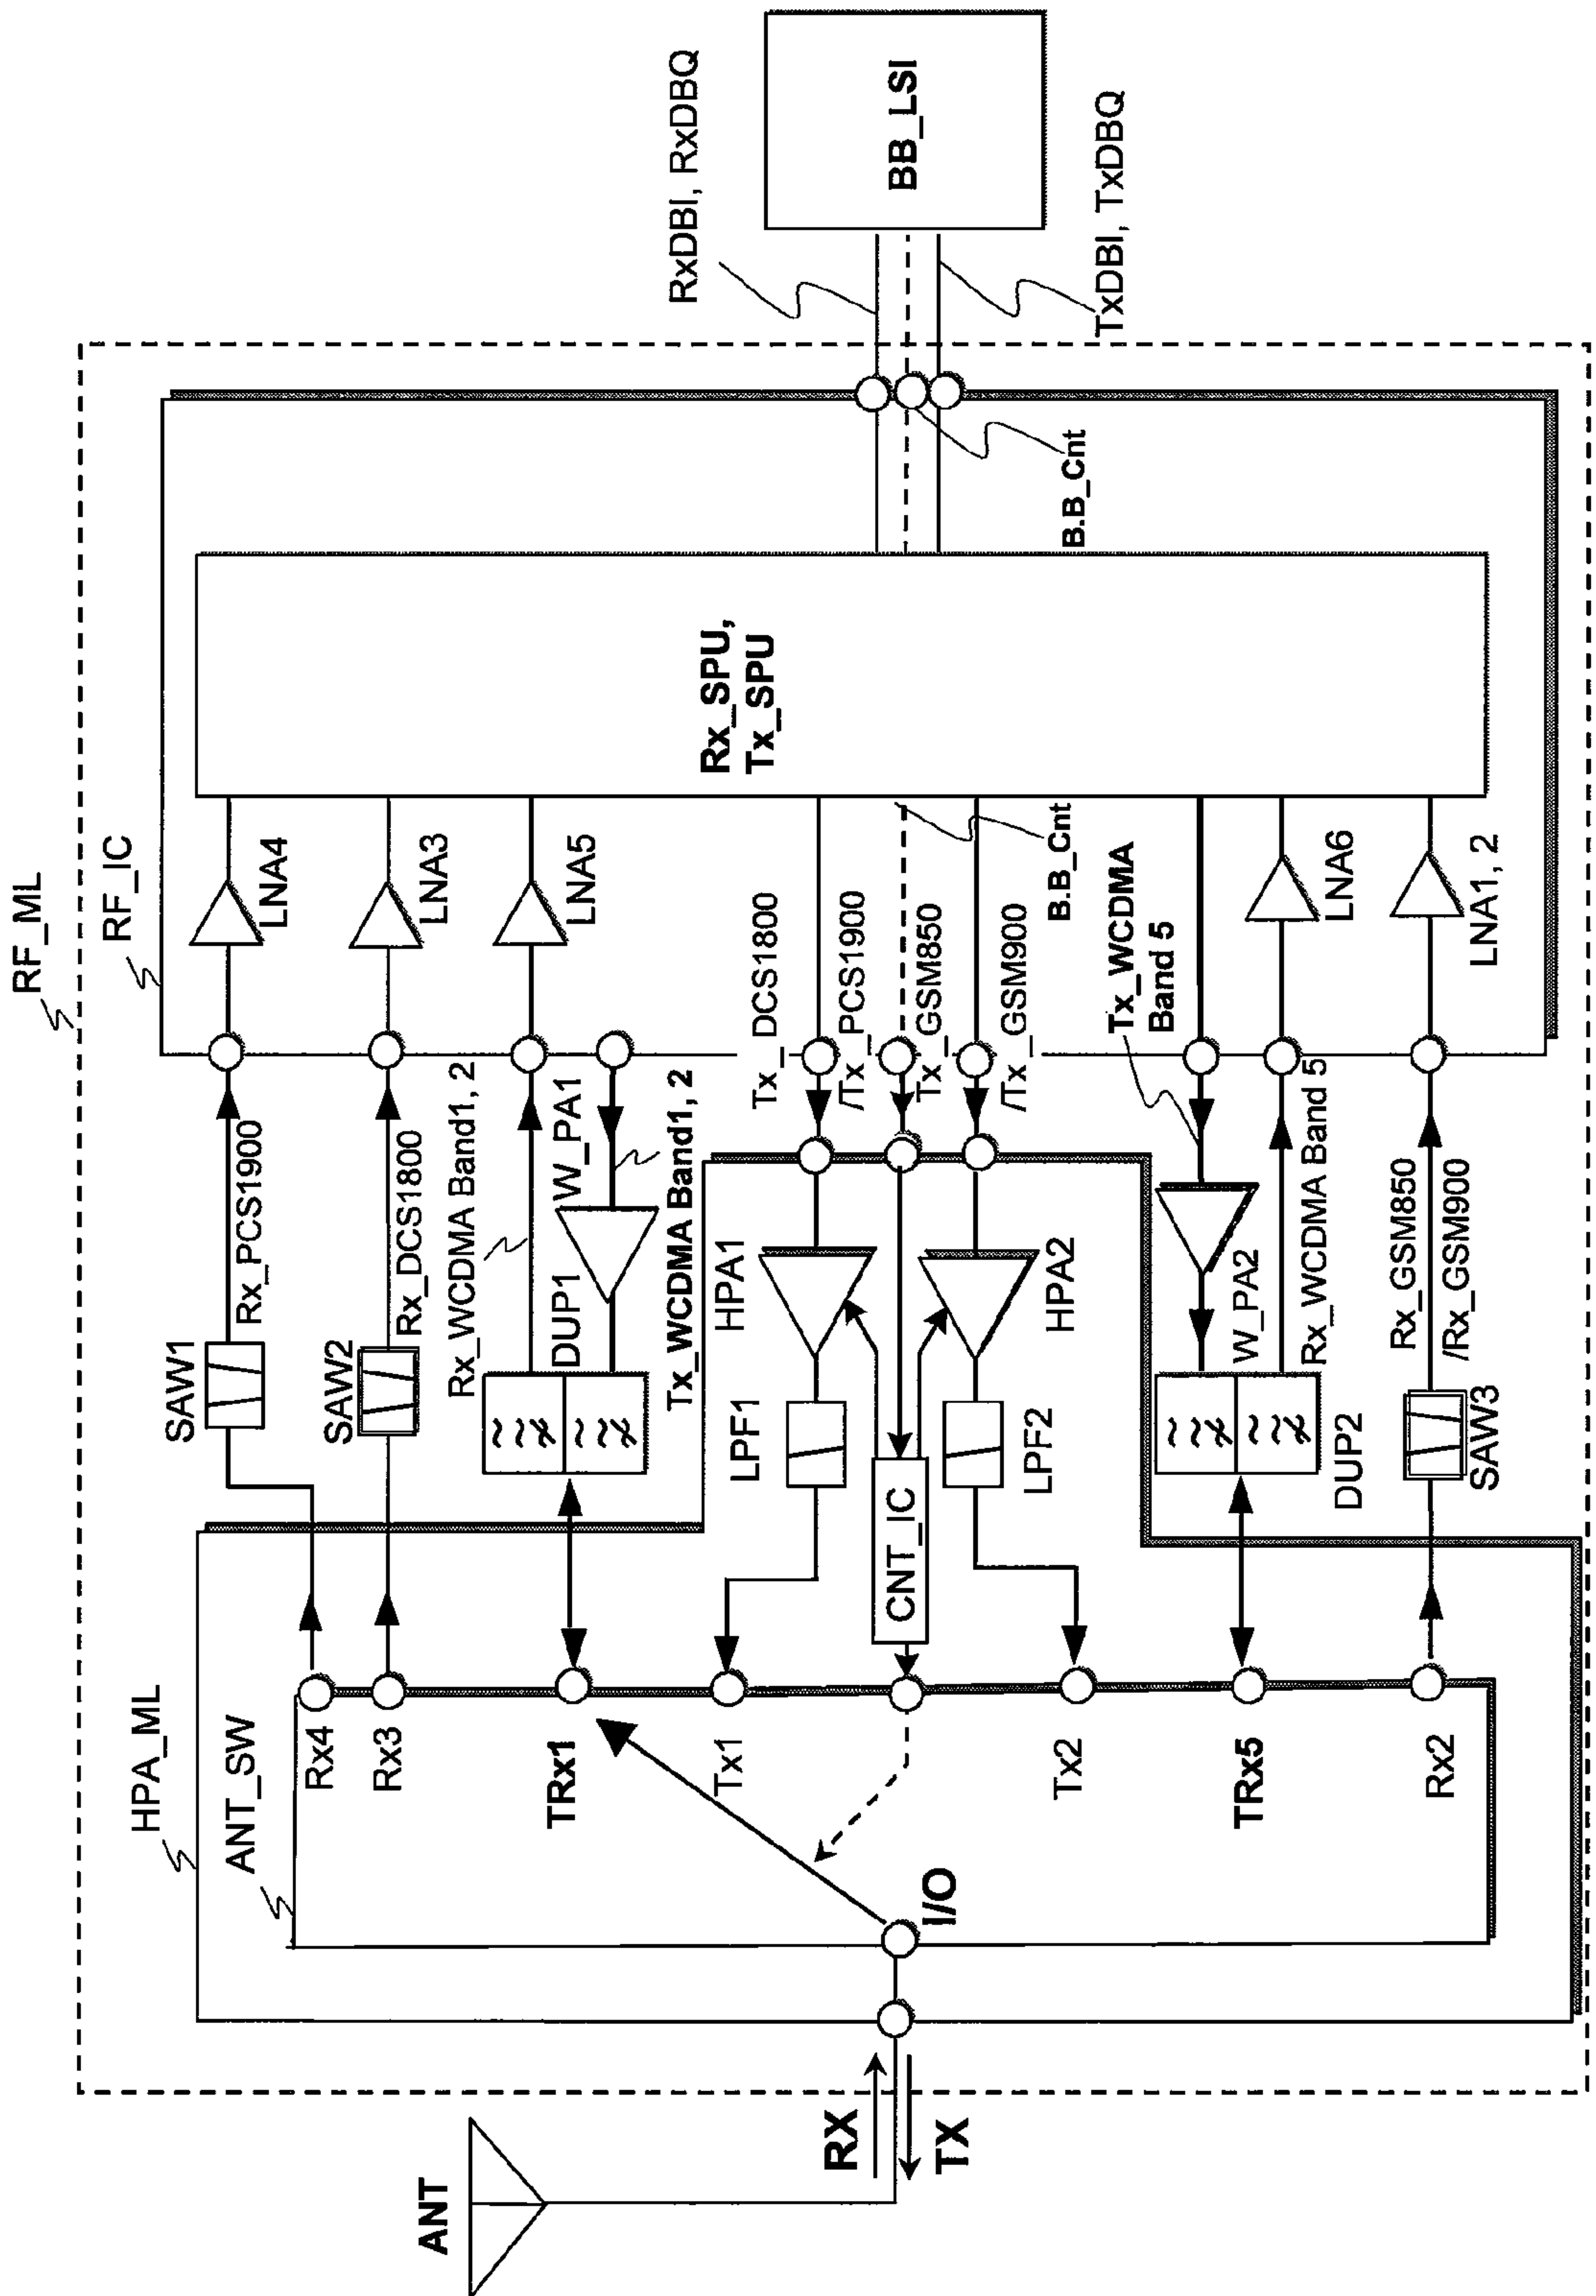 RF_ML
RF_IC
HPA_ML
ANT_SW
ANT
RX
TX
I/O
Rx4
Rx3
TRx1
Tx1
Tx2
TRx5
Rx2
SAW1
Rx_PCS1900
LNA4
SAW2
Rx_DCS1800
LNA3
Rx_WCDMA Band1, 2
LNA5
DUP1
W_PA1
Tx_WCDMA Band1, 2
LPF1
HPA1
Tx_DCS1800
/Tx_PCS1900
CNT_IC
B.B_Cnt
LPF2
HPA2
Tx_GSM850
/Tx_GSM900
Tx_WCDMA
Band 5
W_PA2
DUP2
Rx_WCDMA Band 5
LNA6
SAW3
Rx_GSM850
/Rx_GSM900
LNA1, 2
Rx_SPU,
Tx_SPU
B.B_Cnt
RxDBI, RxDBQ
TxDBI, TxDBQ
BB_LSI